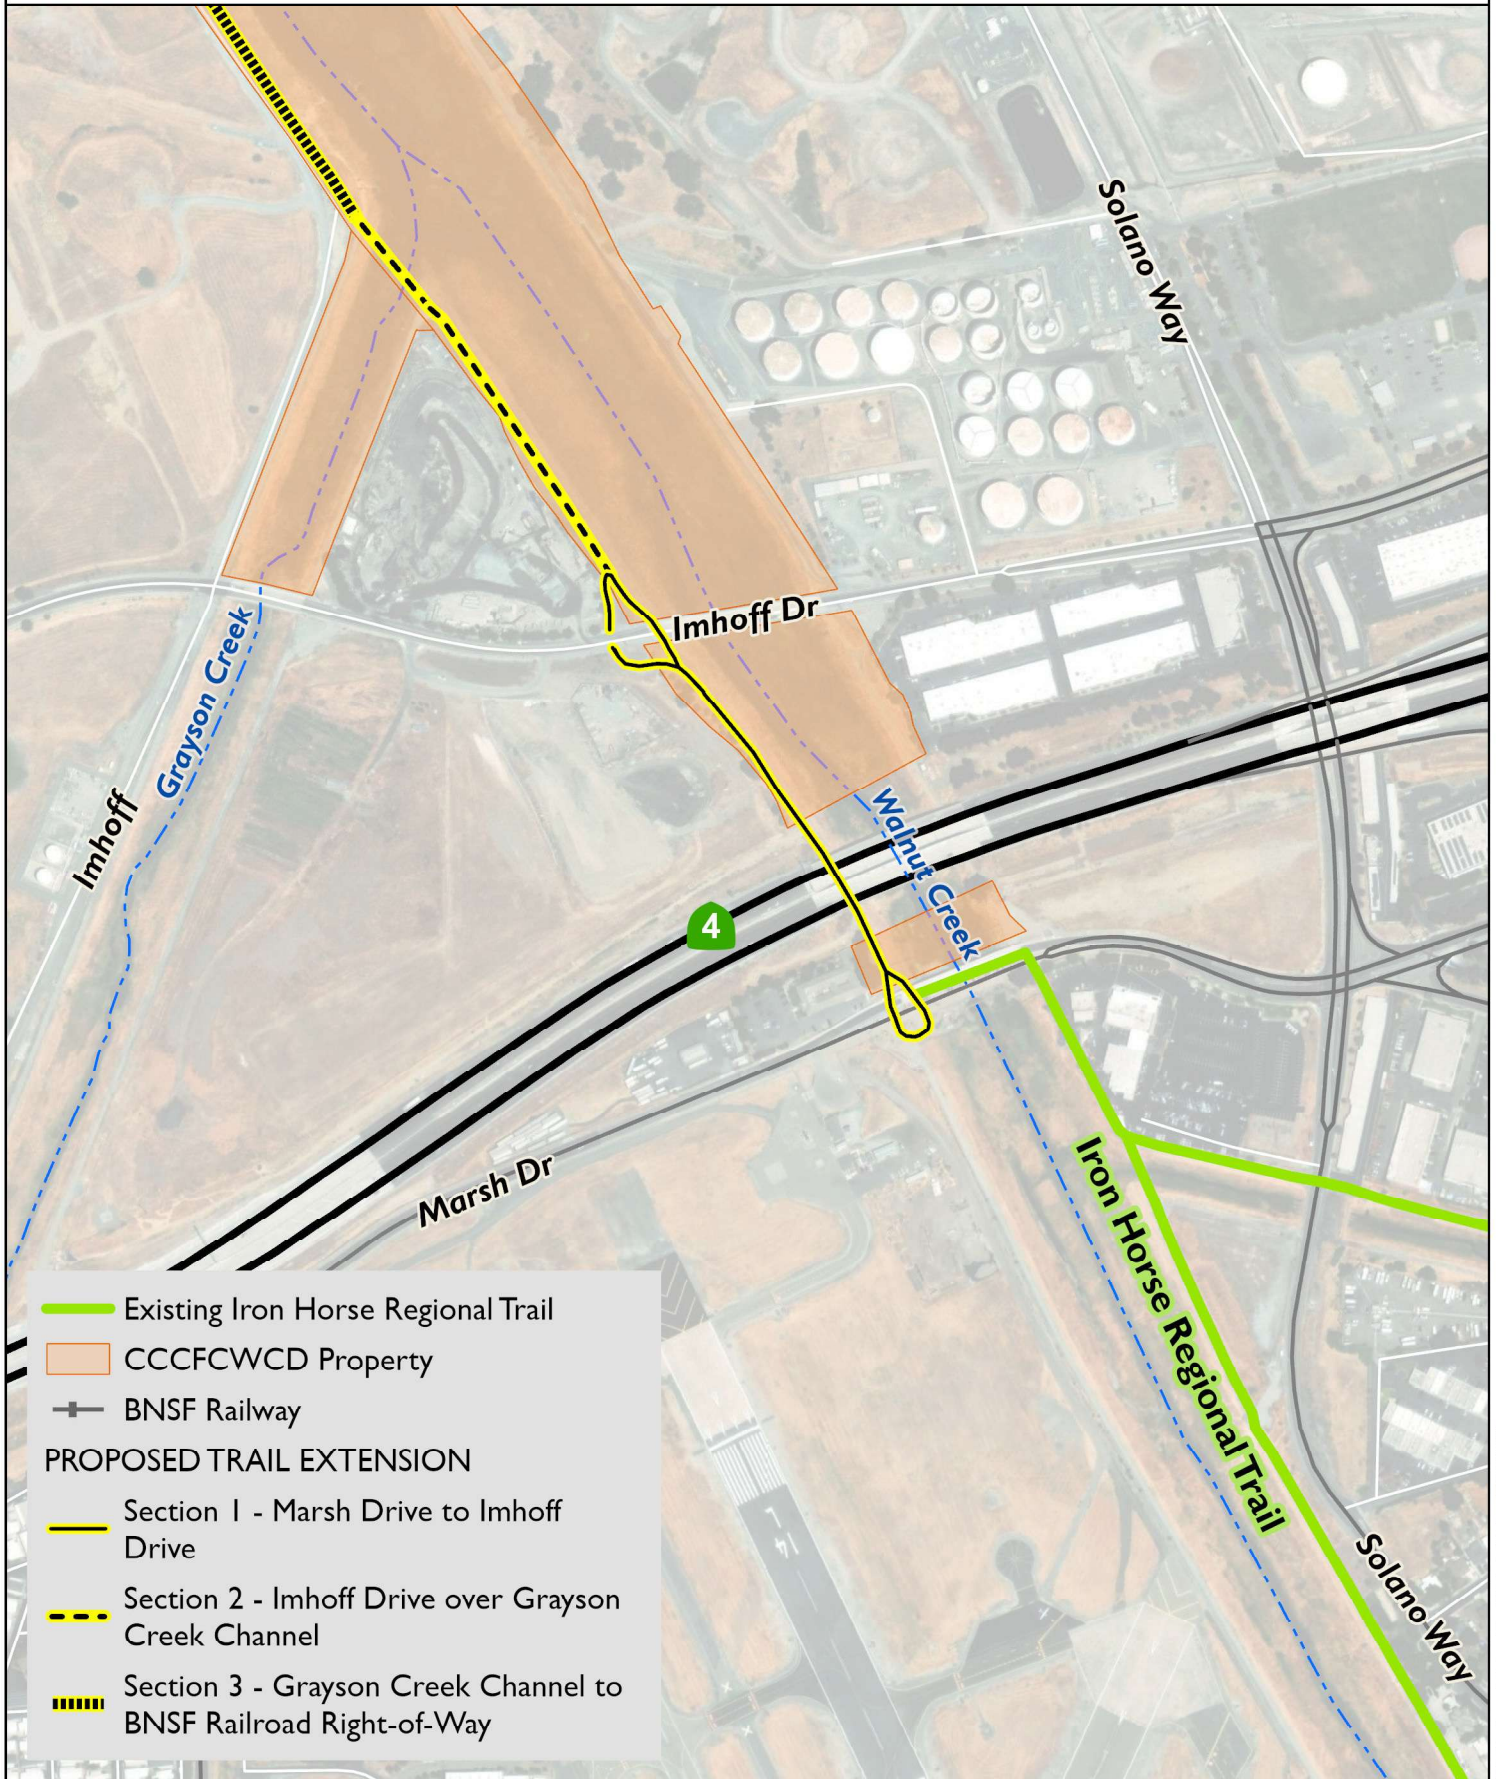 Solano Way
Imhoff Dr
Grayson Creek
Imhoff
Walnut Creek
4
Marsh Dr
Iron Horse Regional Trail
Solano Way
Existing Iron Horse Regional Trail
CCCFCWCD Property
BNSF Railway
PROPOSED TRAIL EXTENSION
Section 1 - Marsh Drive to Imhoff
Drive
Section 2 - Imhoff Drive over Grayson
Creek Channel
Section 3 - Grayson Creek Channel to
BNSF Railroad Right-of-Way